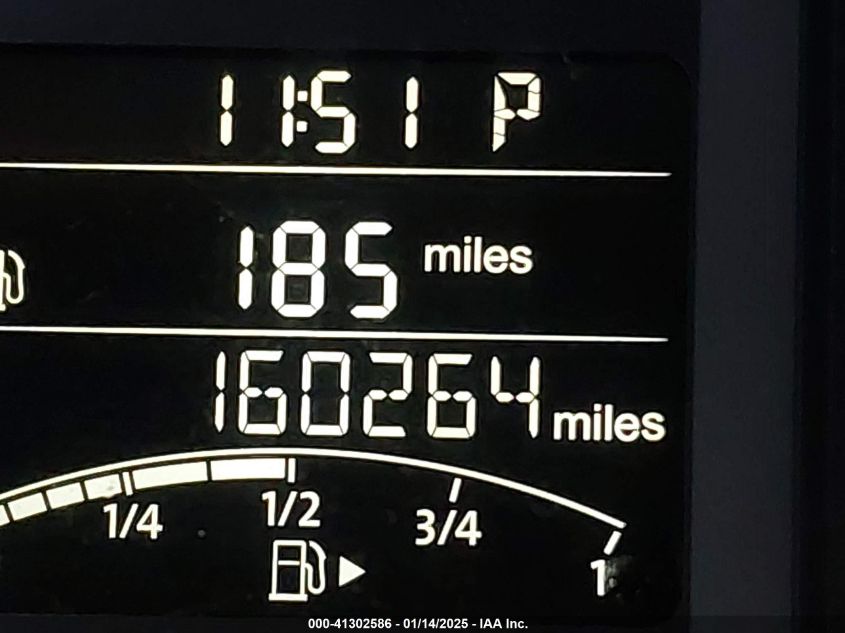 11:51 P
185 miles
160264 miles
1/4 1/2 3/4 1
000-41302586 - 01/14/2025 - IAA Inc.